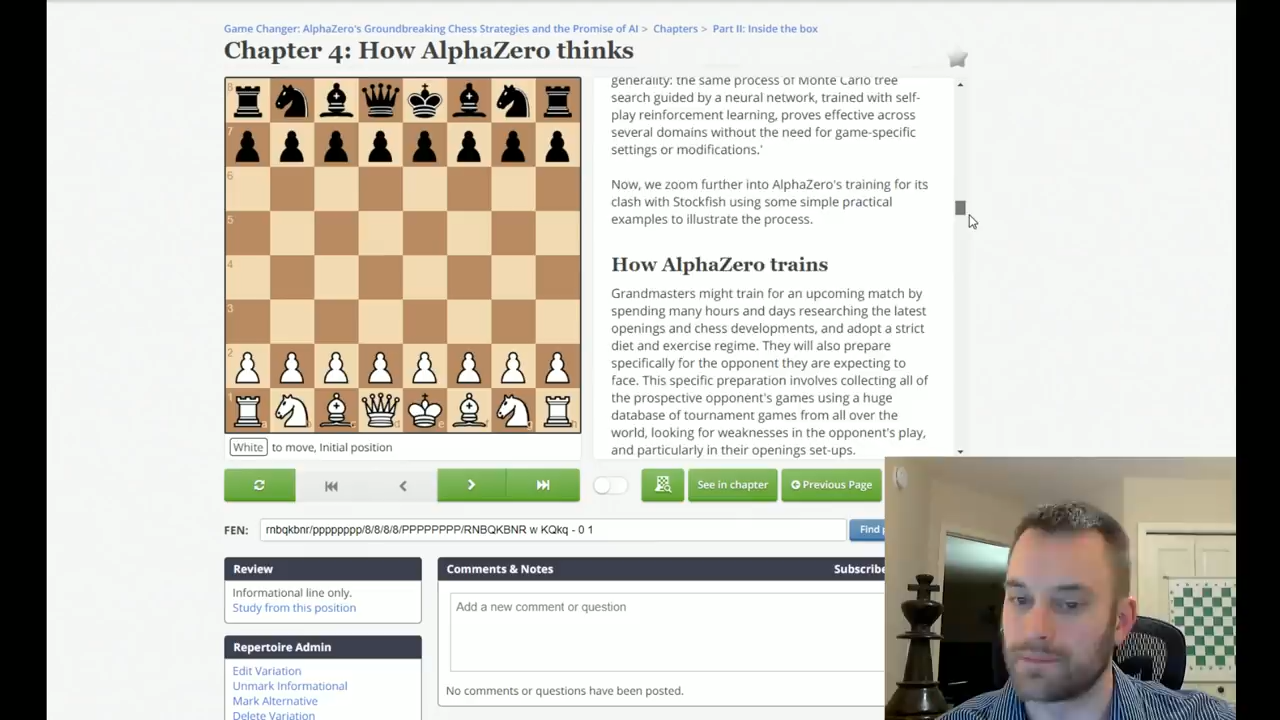 Game Changer: AlphaZero's Groundbreaking Chess Strategies and the Promise of AI > Chapters > Part II: Inside the box
Chapter 4: How AlphaZero thinks
generality: the same process of Monte Carlo tree
search guided by a neural network, trained with self-
play reinforcement learning, proves effective across
several domains without the need for game-specific
settings or modifications.'
Now, we zoom further into AlphaZero's training for its
clash with Stockfish using some simple practical
examples to illustrate the process.
How AlphaZero trains
Grandmasters might train for an upcoming match by
spending many hours and days researching the latest
openings and chess developments, and adopt a strict
diet and exercise regime. They will also prepare
specifically for the opponent they are expecting to
face. This specific preparation involves collecting all of
the prospective opponent's games using a huge
database of tournament games from all over the
world, looking for weaknesses in the opponent's play,
and particularly in their openings set-ups.
8
7
6
5
4
3
2
1
White to move, Initial position
See in chapter
Previous Page
FEN: rnbqkbnr/pppppppp/8/8/8/8/PPPPPPPP/RNBQKBNR w KQkq - 0 1
Find
Review
Informational line only.
Study from this position
Repertoire Admin
Edit Variation
Unmark Informational
Mark Alternative
Delete Variation
Comments & Notes
Subscribe
Add a new comment or question
No comments or questions have been posted.